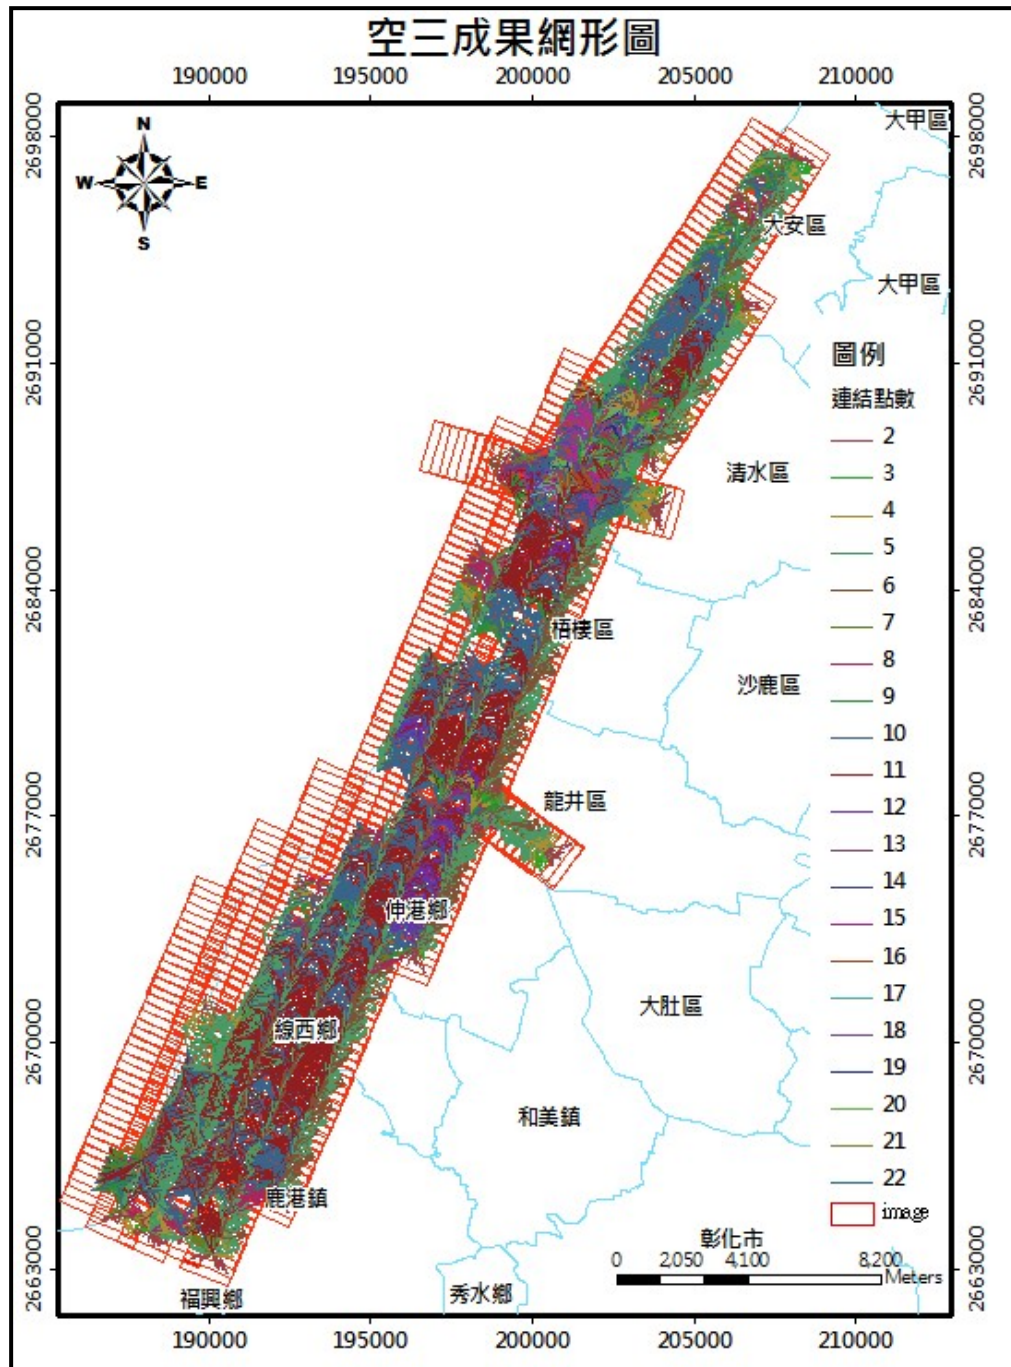 空三成果網形圖
190000 195000 200000 205000 210000
2698000
2698000
N
W E
S
大甲區
大安區
大甲區
2691000
2691000
圖例
連結點數
2
3
4
5
6
7
8
9
10
11
12
13
14
15
16
17
18
19
20
21
22
image
清水區
2684000
2684000
梧棲區
沙鹿區
2677000
2677000
龍井區
伸港鄉
大肚區
線西鄉
2670000
2670000
和美鎮
鹿港鎮
彰化市
0 2,050 4,100 8,200
Meters
2663000
2663000
福興鄉
秀水鄉
190000 195000 200000 205000 210000